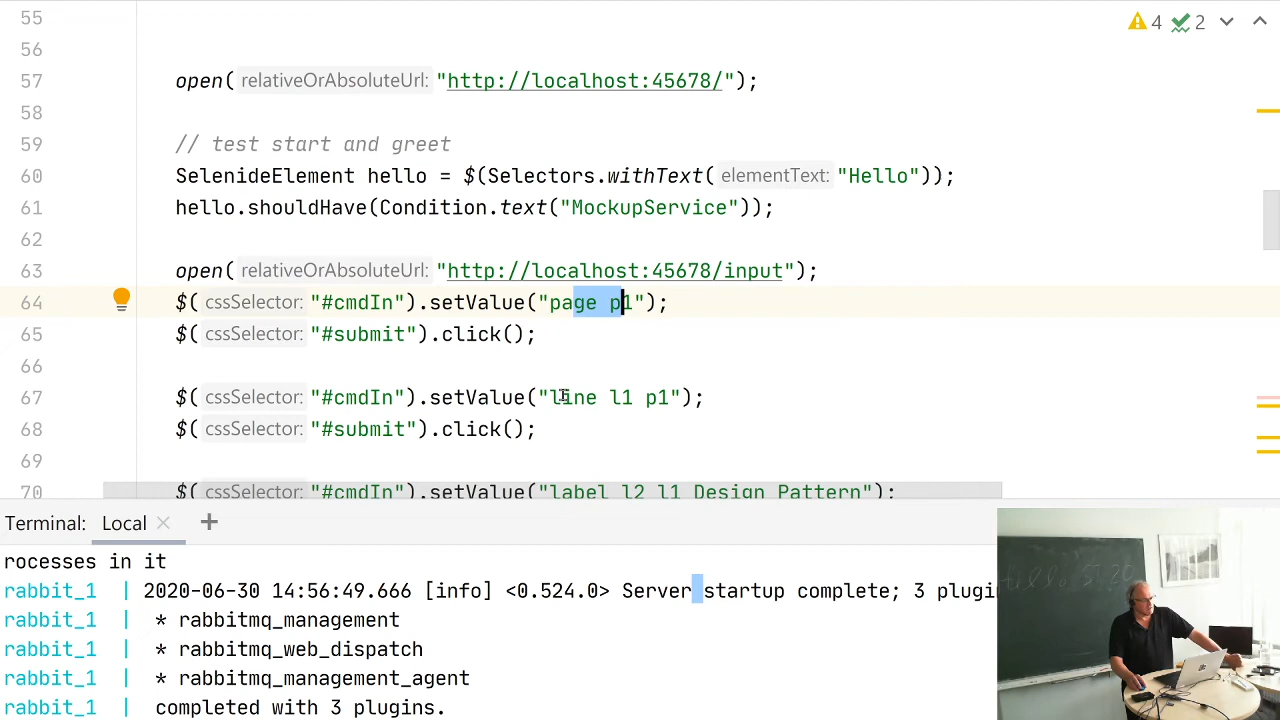 55
4 2
56
57 open( relativeOrAbsoluteUrl: "http://localhost:45678/");
58
59 // test start and greet
60 SelenideElement hello = $(Selectors.withText( elementText: "Hello"));
61 hello.shouldHave(Condition.text("MockupService"));
62
63 open( relativeOrAbsoluteUrl: "http://localhost:45678/input");
64 $( cssSelector: "#cmdIn").setValue("page p1");
65 $( cssSelector: "#submit").click();
66
67 $( cssSelector: "#cmdIn").setValue("line l1 p1");
68 $( cssSelector: "#submit").click();
69
70 $( cssSelector: "#cmdIn").setValue("label l2 l1 Design Pattern");
Terminal: Local × +
rocesses in it
rabbit_1 | 2020-06-30 14:56:49.666 [info] <0.524.0> Server startup complete; 3 plugin
rabbit_1 | * rabbitmq_management
rabbit_1 | * rabbitmq_web_dispatch
rabbit_1 | * rabbitmq_management_agent
rabbit_1 | completed with 3 plugins.